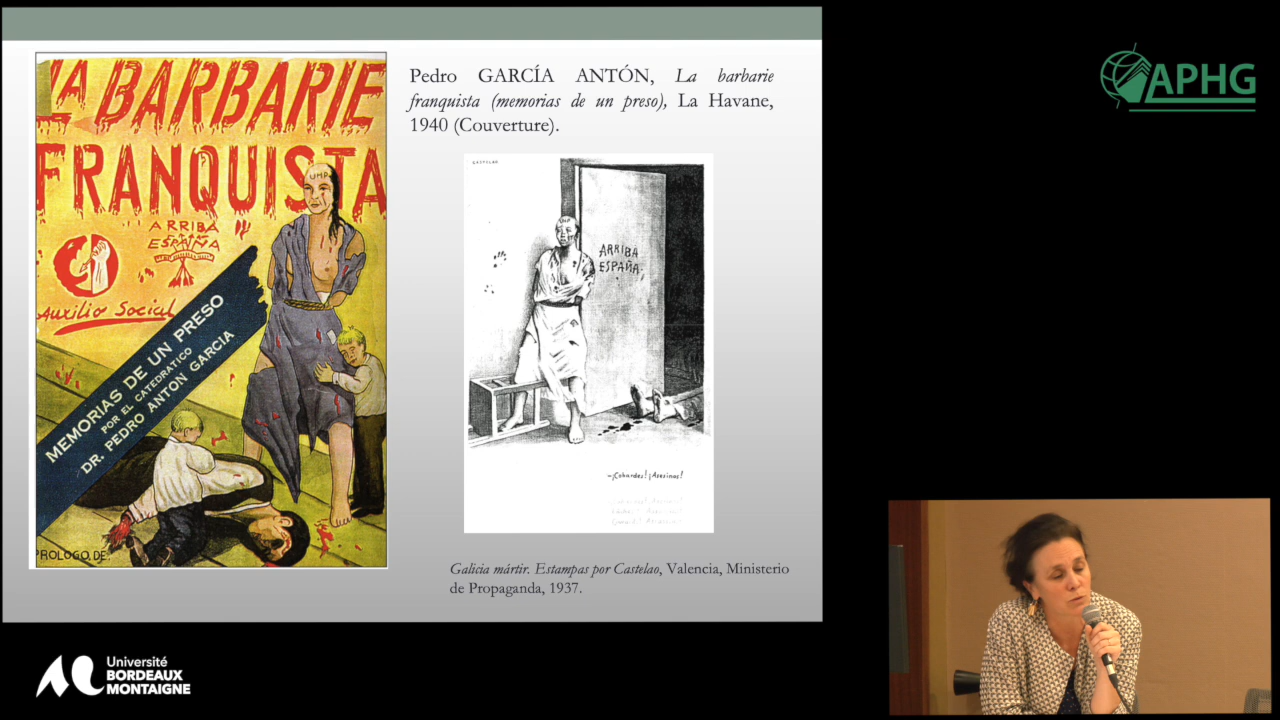 LA BARBARIE
FRANQUISTA
UHP
ARRIBA
ESPAÑA
Auxilio Social
MEMORIAS DE UN PRESO
POR EL CATEDRATICO
DR. PEDRO ANTON GARCIA
PROLOGO, DE.
Pedro GARCÍA ANTÓN, La barbarie
franquista (memorias de un preso), La Havane,
1940 (Couverture).
CASTELAO
UHP
ARRIBA
ESPAÑA
–¡Cobardes! ¡Asesinos!
Galicia mártir. Estampas por Castelao, Valencia, Ministerio
de Propaganda, 1937.
APHG
Université
BORDEAUX
MONTAIGNE